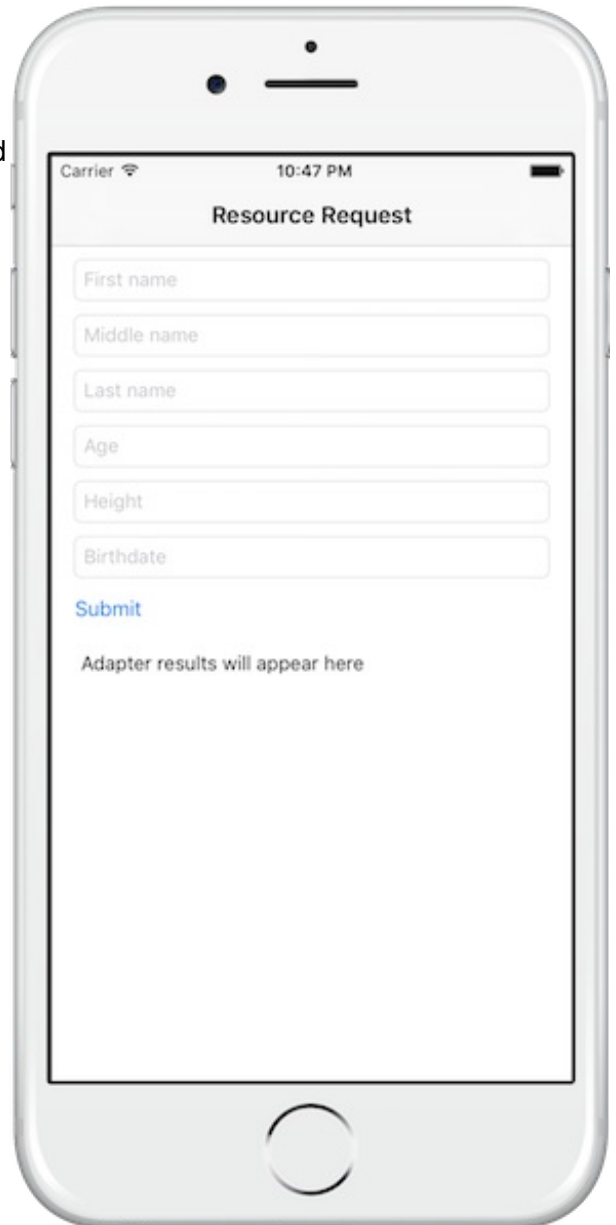 Carrier 10:47 PM
Resource Request
First name
Middle name
Last name
Age
Height
Birthdate
Submit
Adapter results will appear here